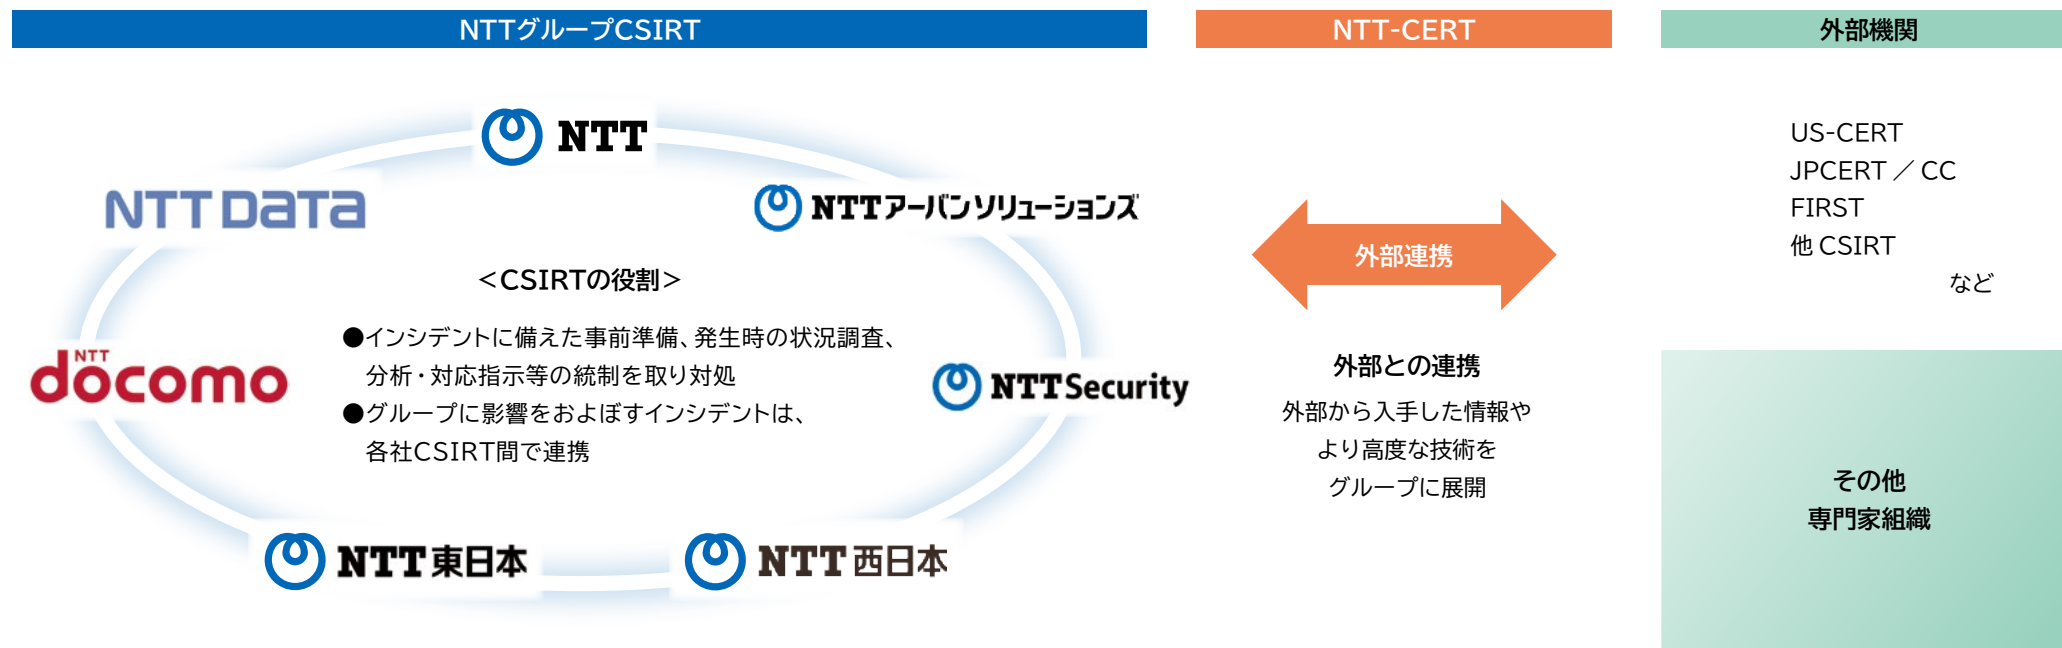 NTTグループCSIRT
NTT
NTT DATA
NTTアーバンソリューションズ
<CSIRTの役割>
●インシデントに備えた事前準備、発生時の状況調査、
分析・対応指示等の統制を取り対処
●グループに影響をおよぼすインシデントは、
各社CSIRT間で連携
NTT
docomo
NTT Security
NTT東日本
NTT西日本
NTT-CERT
外部連携
外部との連携
外部から入手した情報や
より高度な技術を
グループに展開
外部機関
US-CERT
JPCERT／CC
FIRST
他 CSIRT
など
その他
専門家組織